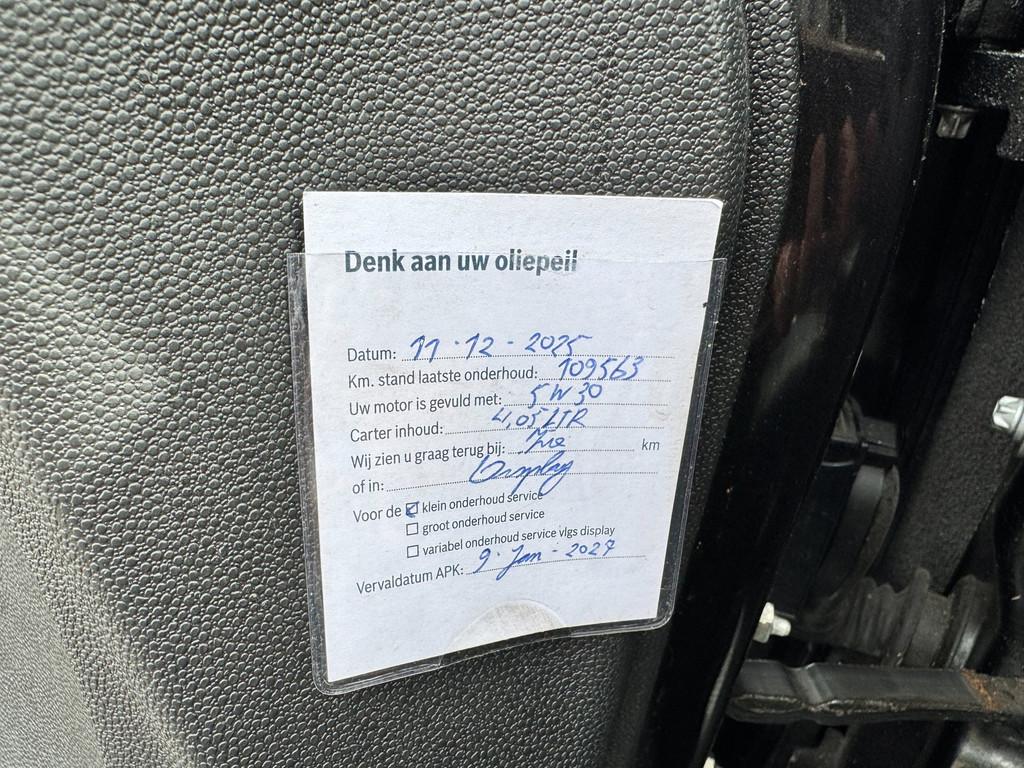 Denk aan uw oliepeil
Datum: 11-12-2025
Km. stand laatste onderhoud: 109563
Uw motor is gevuld met: 5W30
Carter inhoud: 4,05 LTR
Wij zien u graag terug bij: Zie km
of in: Display
Voor de ☑ klein onderhoud service
☐ groot onderhoud service
☐ variabel onderhoud service vlgs display
Vervaldatum APK: 9-Jan-2027